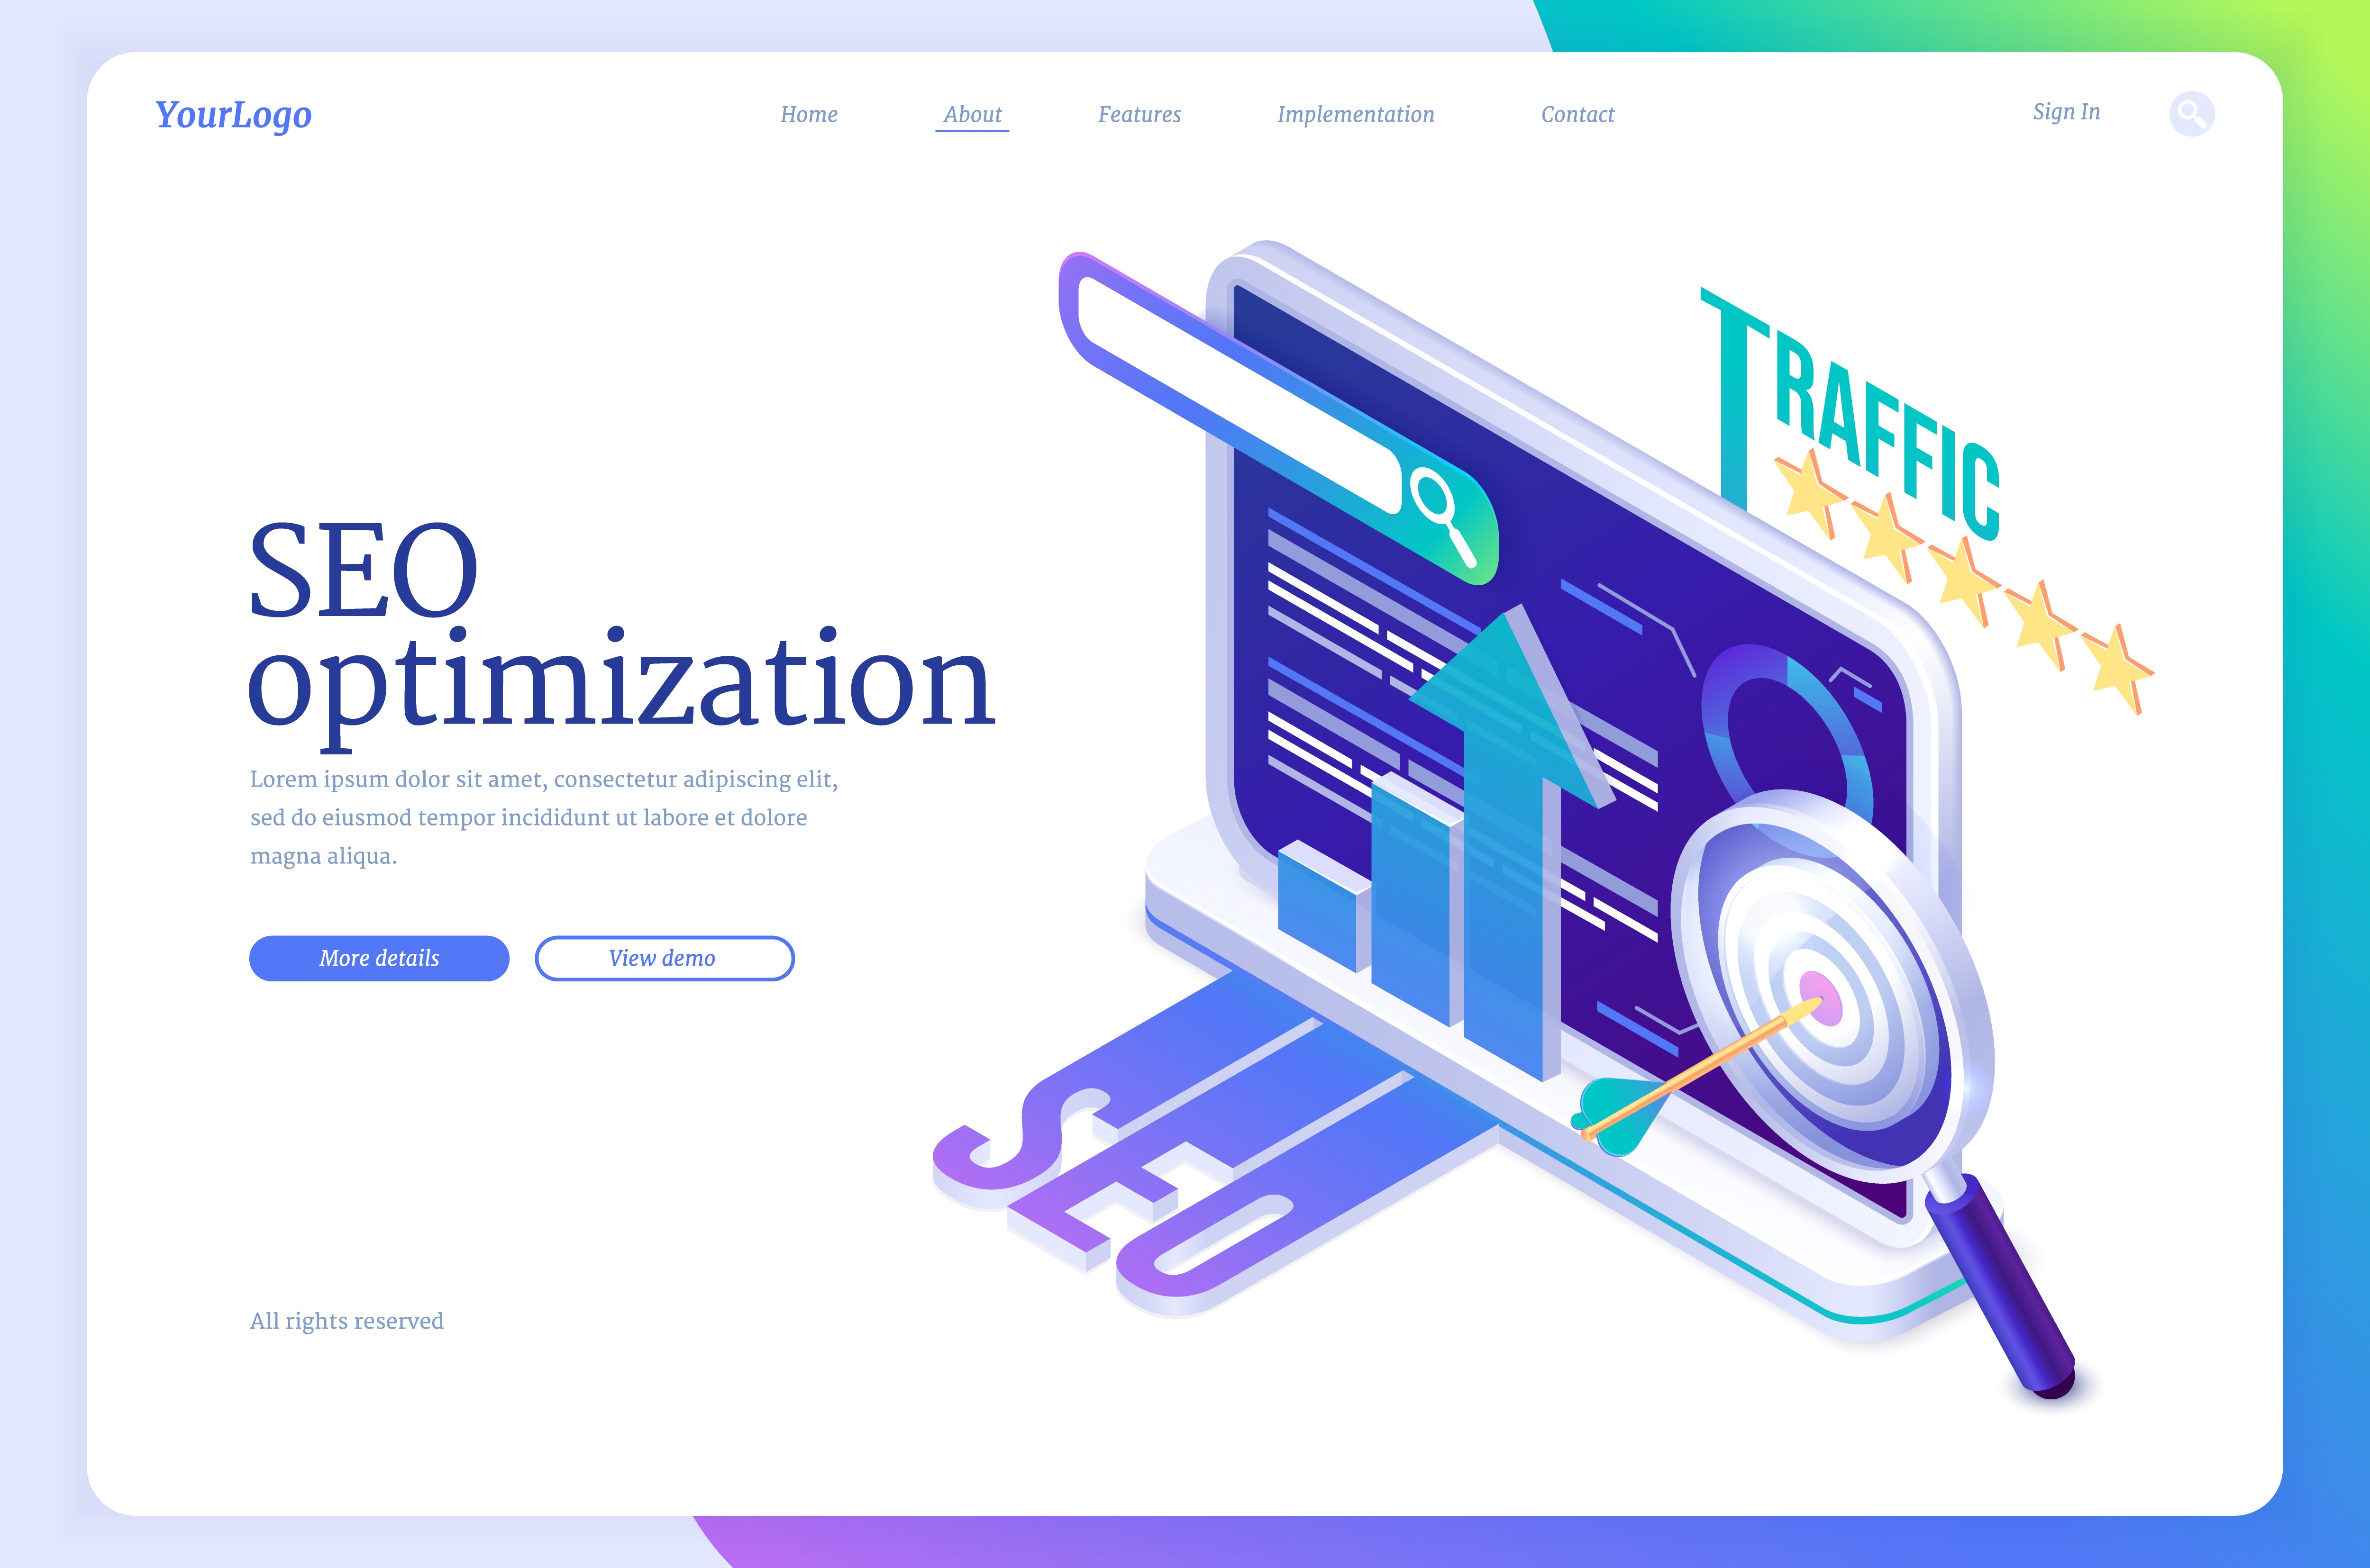 YourLogo
Home
About
Features
Implementation
Contact
Sign In
SEO
optimization
Lorem ipsum dolor sit amet, consectetur adipiscing elit,
sed do eiusmod tempor incididunt ut labore et dolore
magna aliqua.
More details
View demo
All rights reserved
TRAFFIC
SEO